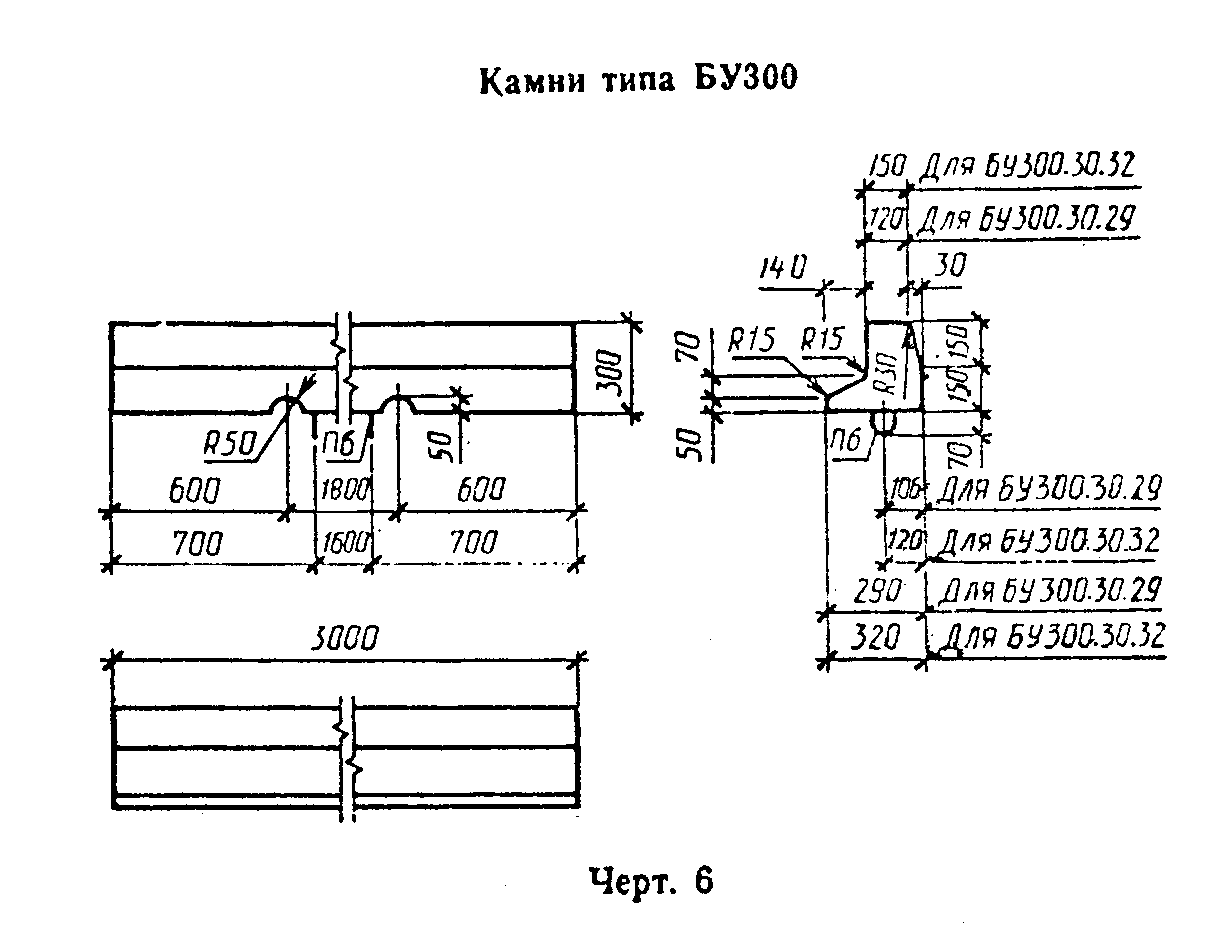 Камни типа БУ300
150 Для БУ300.30.32
120 Для БУ300.30.29
140
30
70
R15
R15
R30
150
150
300
50
R50
П6
50
П6
70
600
1800
600
106 Для БУ300.30.29
700
1600
700
120 Для БУ300.30.32
290 Для БУ300.30.29
320 Для БУ300.30.32
3000
Черт. 6